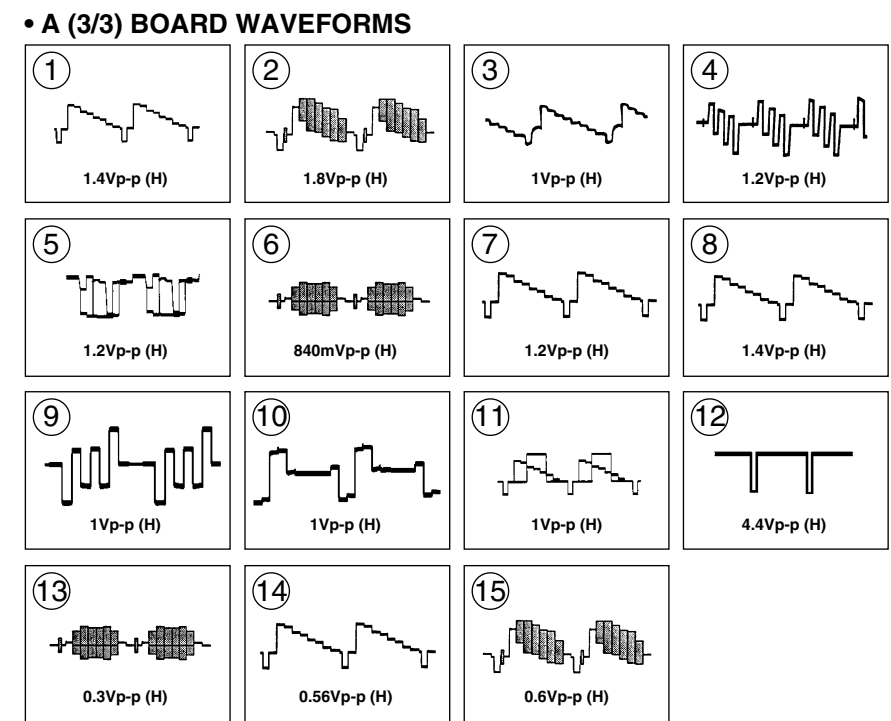 • A (3/3) BOARD WAVEFORMS
1
2
3
4
1.4Vp-p (H)
1.8Vp-p (H)
1Vp-p (H)
1.2Vp-p (H)
5
6
7
8
1.2Vp-p (H)
840mVp-p (H)
1.2Vp-p (H)
1.4Vp-p (H)
9
10
11
12
1Vp-p (H)
1Vp-p (H)
1Vp-p (H)
4.4Vp-p (H)
13
14
15
0.3Vp-p (H)
0.56Vp-p (H)
0.6Vp-p (H)